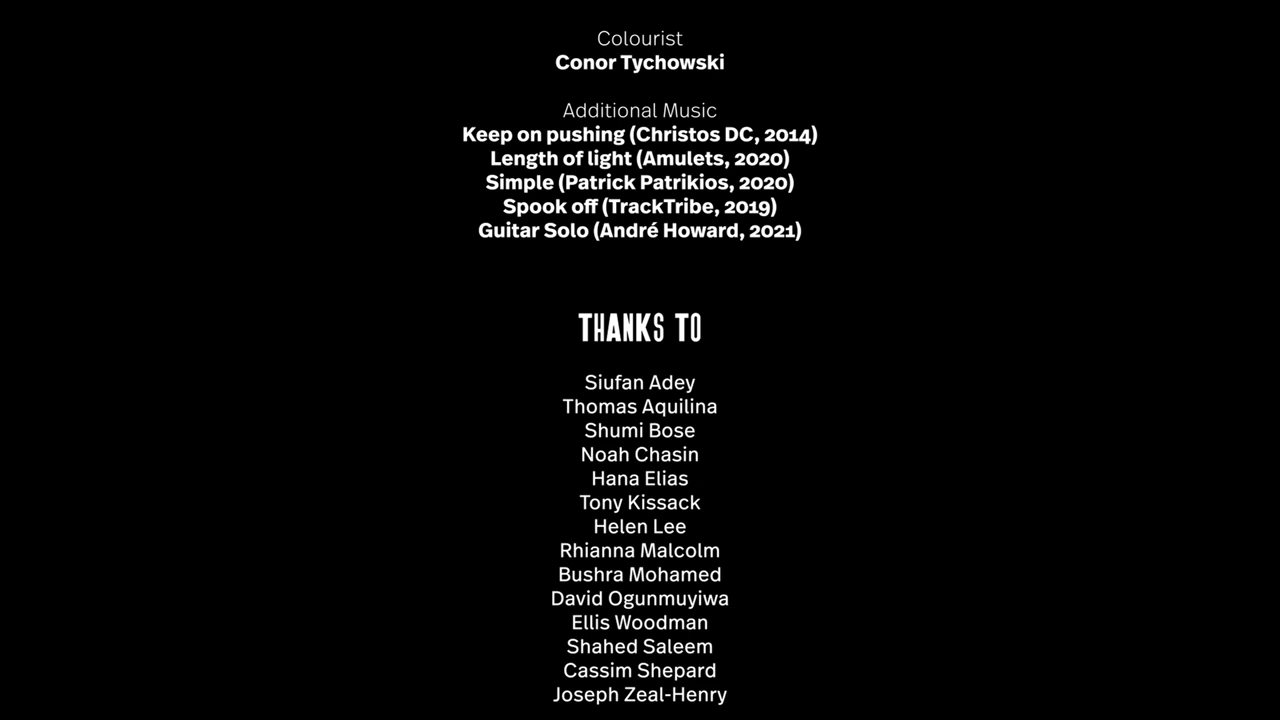 Colourist
Conor Tychowski
Additional Music
Keep on pushing (Christos DC, 2014)
Length of light (Amulets, 2020)
Simple (Patrick Patrikios, 2020)
Spook off (TrackTribe, 2019)
Guitar Solo (André Howard, 2021)
THANKS TO
Siufan Adey
Thomas Aquilina
Shumi Bose
Noah Chasin
Hana Elias
Tony Kissack
Helen Lee
Rhianna Malcolm
Bushra Mohamed
David Ogunmuyiwa
Ellis Woodman
Shahed Saleem
Cassim Shepard
Joseph Zeal-Henry